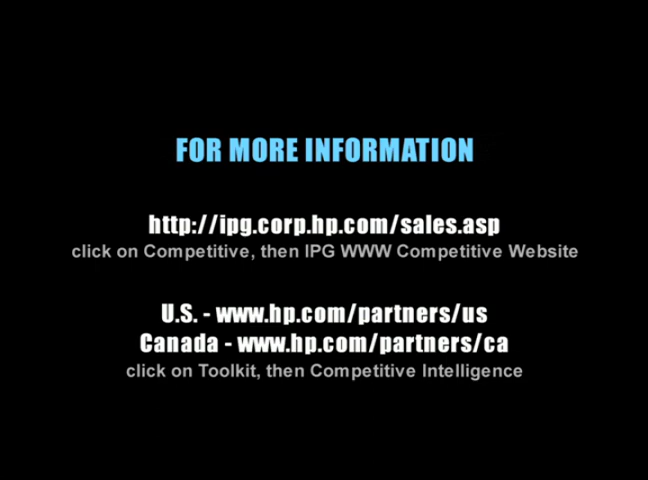 FOR MORE INFORMATION
http://ipg.corp.hp.com/sales.asp
click on Competitive, then IPG WWW Competitive Website
U.S. - www.hp.com/partners/us
Canada - www.hp.com/partners/ca
click on Toolkit, then Competitive Intelligence